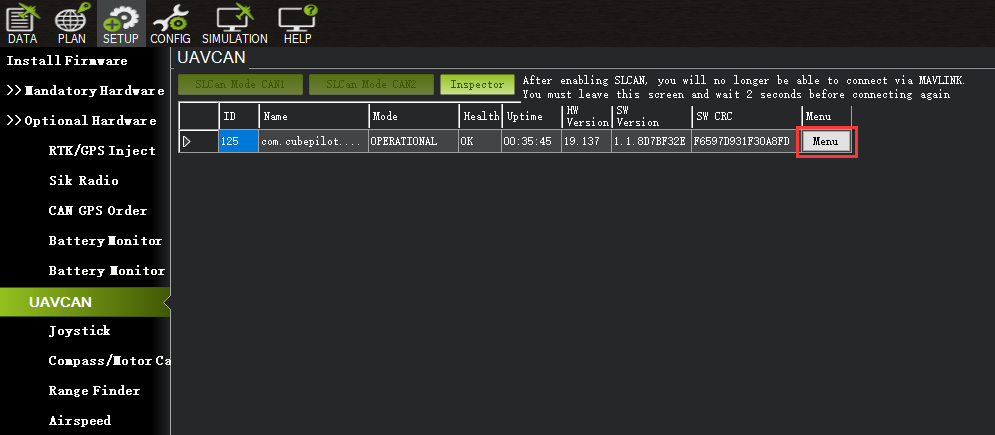 DATA PLAN SETUP CONFIG SIMULATION HELP
Install Firmware
>> Mandatory Hardware
>> Optional Hardware
RTK/GPS Inject
Sik Radio
CAN GPS Order
Battery Monitor
Battery Monitor
UAVCAN
Joystick
Compass/Motor Ca
Range Finder
Airspeed
UAVCAN
SLCan Mode CAN1 SLCan Mode CAN2 Inspector
After enabling SLCAN, you will no longer be able to connect via MAVLINK.
You must leave this screen and wait 2 seconds before connecting again
ID Name Mode Health Uptime HW Version SW Version SW CRC Menu
125 com.cubepilot.... OPERATIONAL OK 00:35:45 19.137 1.1.8D7BF32E F6597D931F30A8FD Menu